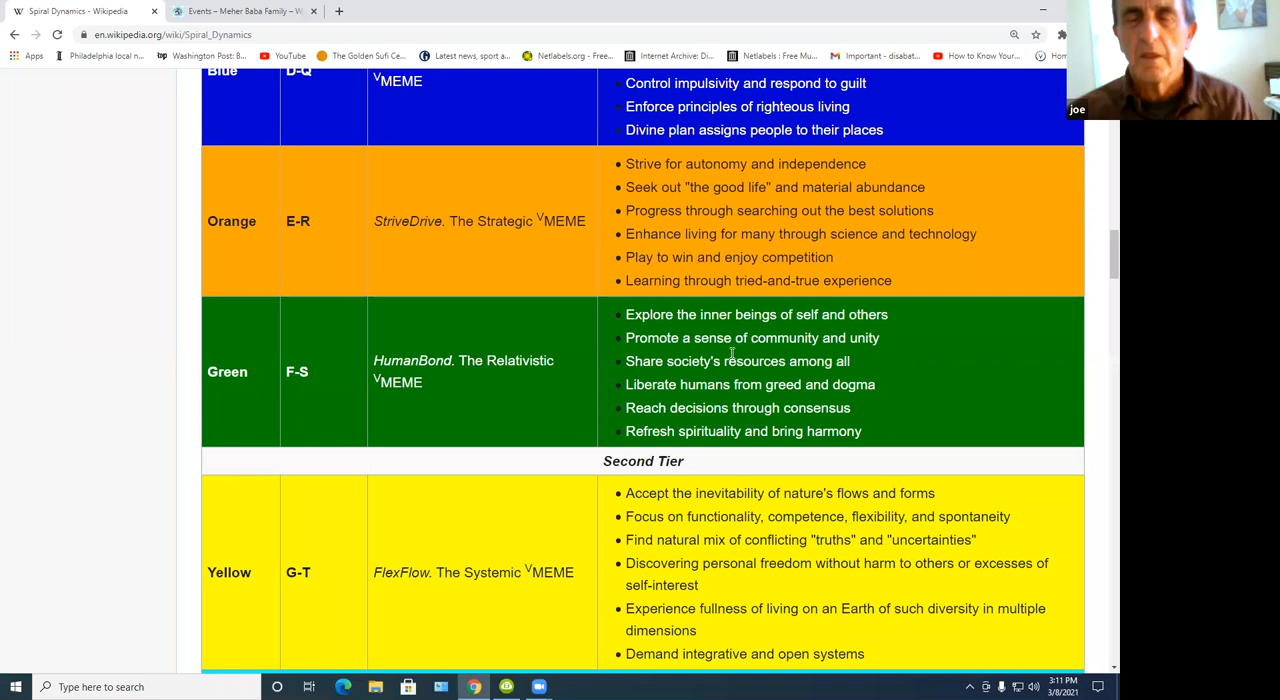 Spiral Dynamics - Wikipedia
Events – Meher Baba Family – W
en.wikipedia.org/wiki/Spiral_Dynamics
Apps
Philadelphia local n...
Washington Post: B...
YouTube
The Golden Sufi Ce...
Latest news, sport a...
Netlabels.org - Free...
Internet Archive: Di...
Netlabels : Free Mu...
Important - disabat...
How to Know Your...
Hom
joe
Blue
D-Q
VMEME
Control impulsivity and respond to guilt
Enforce principles of righteous living
Divine plan assigns people to their places
Orange
E-R
StriveDrive. The Strategic VMEME
Strive for autonomy and independence
Seek out "the good life" and material abundance
Progress through searching out the best solutions
Enhance living for many through science and technology
Play to win and enjoy competition
Learning through tried-and-true experience
Green
F-S
HumanBond. The Relativistic
VMEME
Explore the inner beings of self and others
Promote a sense of community and unity
Share society's resources among all
Liberate humans from greed and dogma
Reach decisions through consensus
Refresh spirituality and bring harmony
Second Tier
Yellow
G-T
FlexFlow. The Systemic VMEME
Accept the inevitability of nature's flows and forms
Focus on functionality, competence, flexibility, and spontaneity
Find natural mix of conflicting "truths" and "uncertainties"
Discovering personal freedom without harm to others or excesses of
self-interest
Experience fullness of living on an Earth of such diversity in multiple
dimensions
Demand integrative and open systems
Type here to search
3:11 PM
3/8/2021